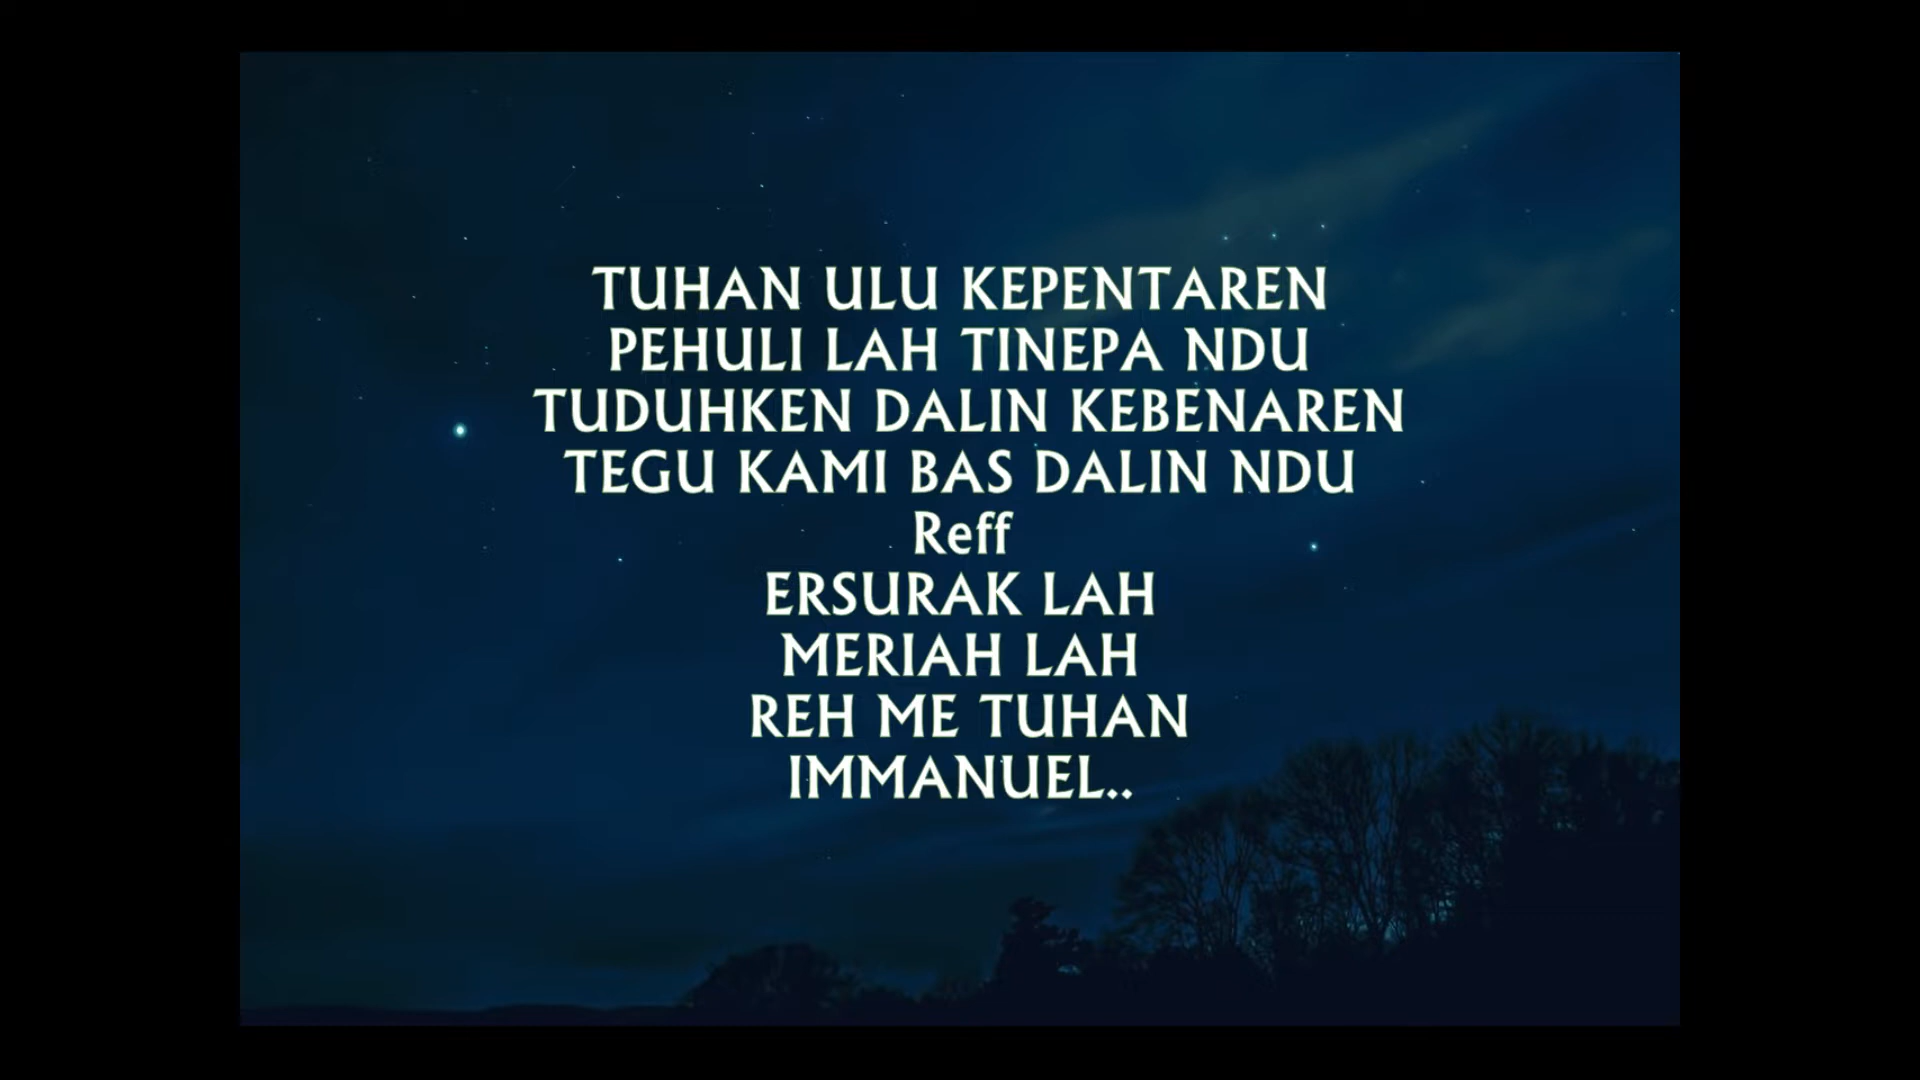 TUHAN ULU KEPENTAREN
PEHULI LAH TINEPA NDU
TUDUHKEN DALIN KEBENAREN
TEGU KAMI BAS DALIN NDU
Reff
ERSURAK LAH
MERIAH LAH
REH ME TUHAN
IMMANUEL..